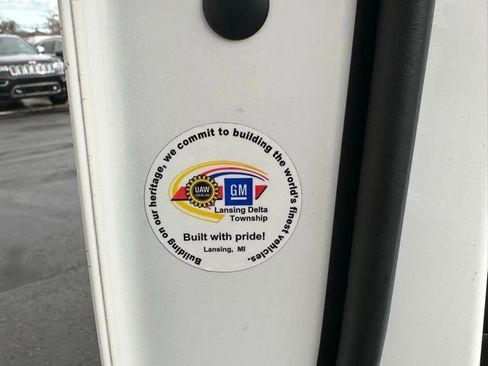 Building on our heritage, we commit to building the world's finest vehicles.
UAW
GM
Lansing Delta
Township
Built with pride!
Lansing, MI